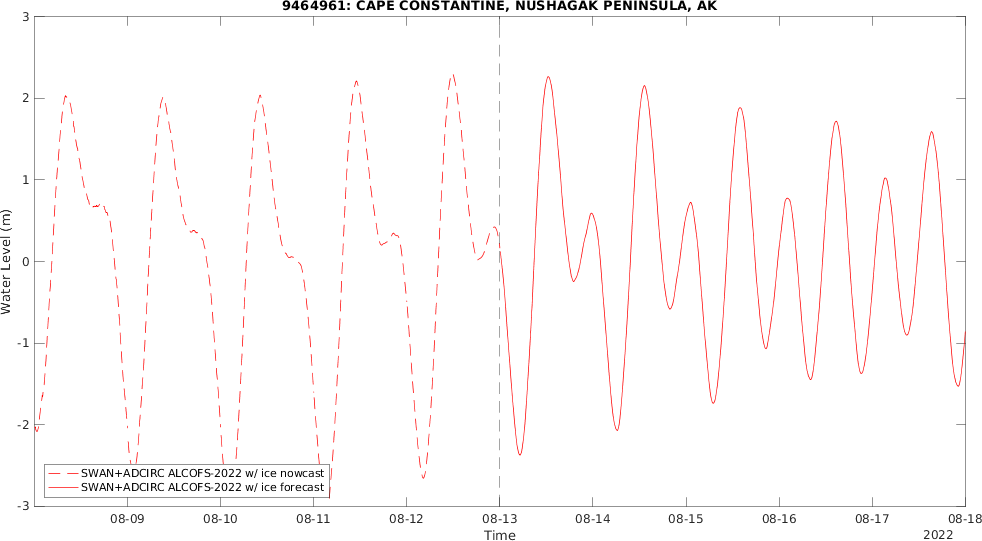 9464961: CAPE CONSTANTINE, NUSHAGAK PENINSULA, AK
3
2
1
0
-1
-2
-3
Water Level (m)
SWAN+ADCIRC ALCOFS-2022 w/ ice nowcast
SWAN+ADCIRC ALCOFS-2022 w/ ice forecast
08-09 08-10 08-11 08-12 08-13 08-14 08-15 08-16 08-17 08-18
Time
2022